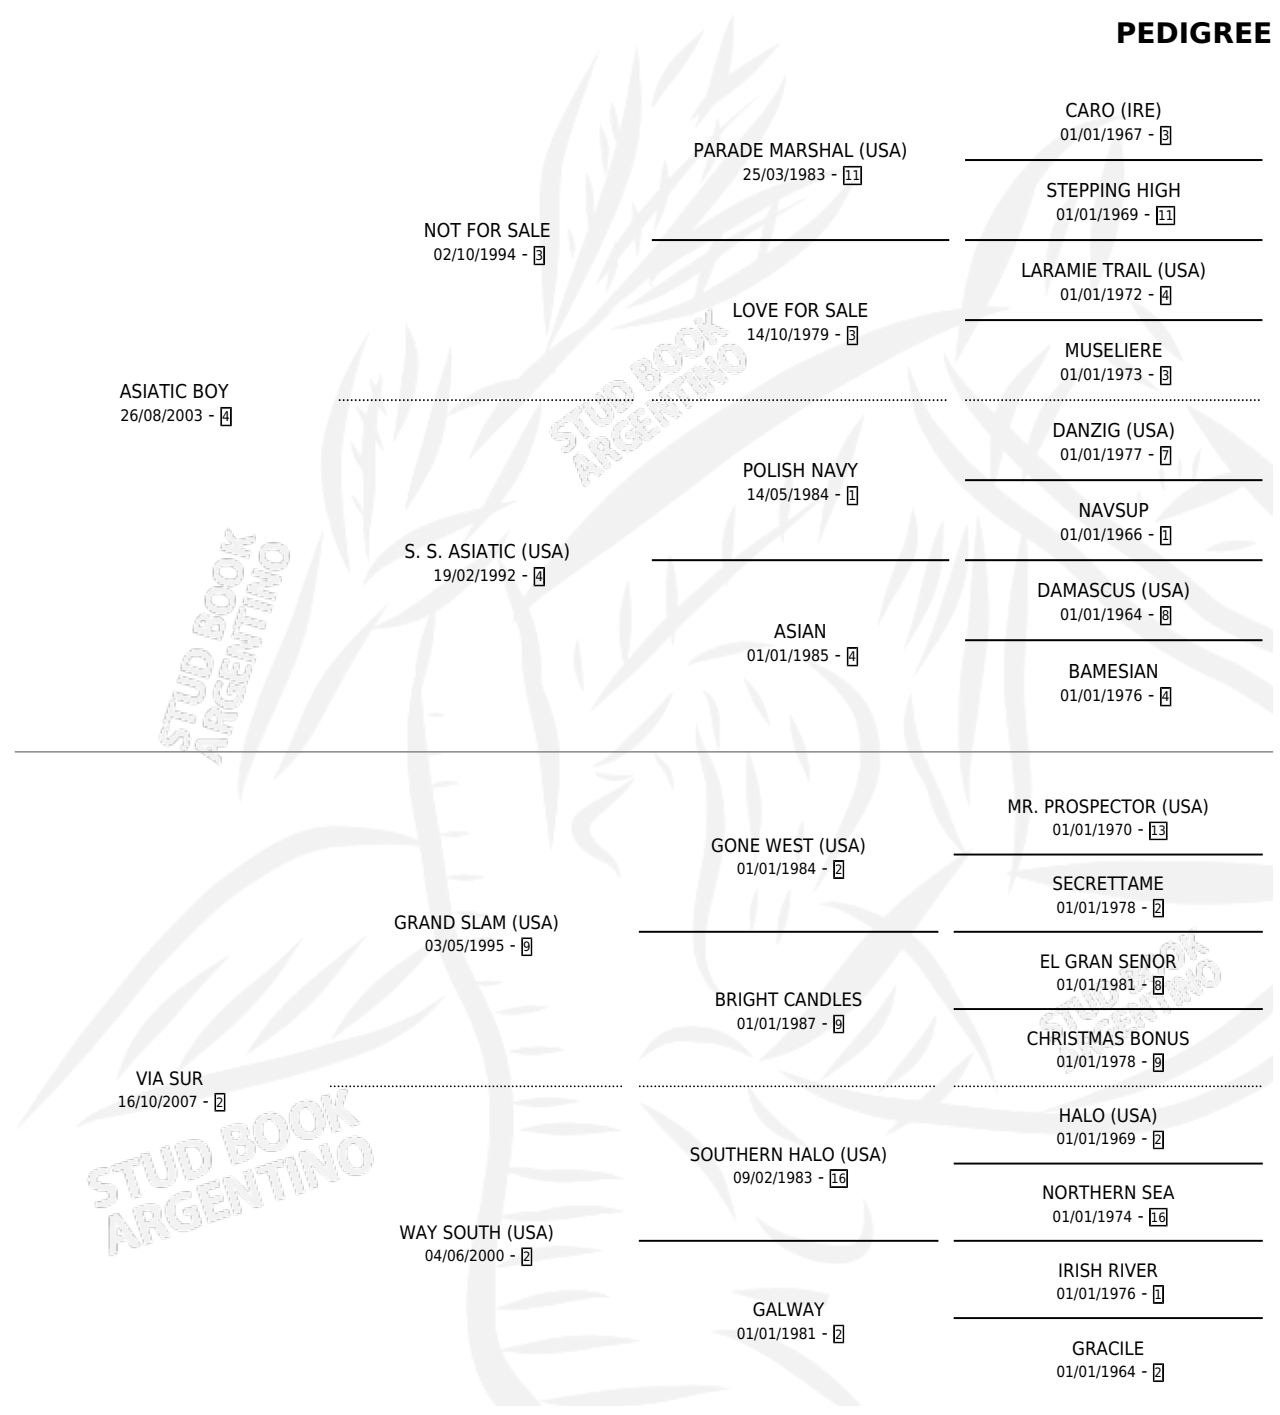 PEDIGREE
CARO (IRE)
01/01/1967 - 3
PARADE MARSHAL (USA)
25/03/1983 - 11
STEPPING HIGH
01/01/1969 - 11
NOT FOR SALE
02/10/1994 - 3
LARAMIE TRAIL (USA)
01/01/1972 - 4
LOVE FOR SALE
14/10/1979 - 3
MUSELIERE
01/01/1973 - 3
ASIATIC BOY
26/08/2003 - 4
STUD BOOK
ARGENTINO
DANZIG (USA)
01/01/1977 - 7
POLISH NAVY
14/05/1984 - 1
NAVSUP
01/01/1966 - 1
S. S. ASIATIC (USA)
19/02/1992 - 4
DAMASCUS (USA)
01/01/1964 - 8
ASIAN
01/01/1985 - 4
BAMESIAN
01/01/1976 - 4
STUD BOOK
ARGENTINO
MR. PROSPECTOR (USA)
01/01/1970 - 13
GONE WEST (USA)
01/01/1984 - 2
SECRETTAME
01/01/1978 - 2
GRAND SLAM (USA)
03/05/1995 - 9
EL GRAN SENOR
01/01/1981 - 8
BRIGHT CANDLES
01/01/1987 - 9
STUD BOOK
ARGENTINO
CHRISTMAS BONUS
01/01/1978 - 9
VIA SUR
16/10/2007 - 2
STUD BOOK
ARGENTINO
HALO (USA)
01/01/1969 - 2
SOUTHERN HALO (USA)
09/02/1983 - 16
NORTHERN SEA
01/01/1974 - 16
WAY SOUTH (USA)
04/06/2000 - 2
IRISH RIVER
01/01/1976 - 1
GALWAY
01/01/1981 - 2
GRACILE
01/01/1964 - 2